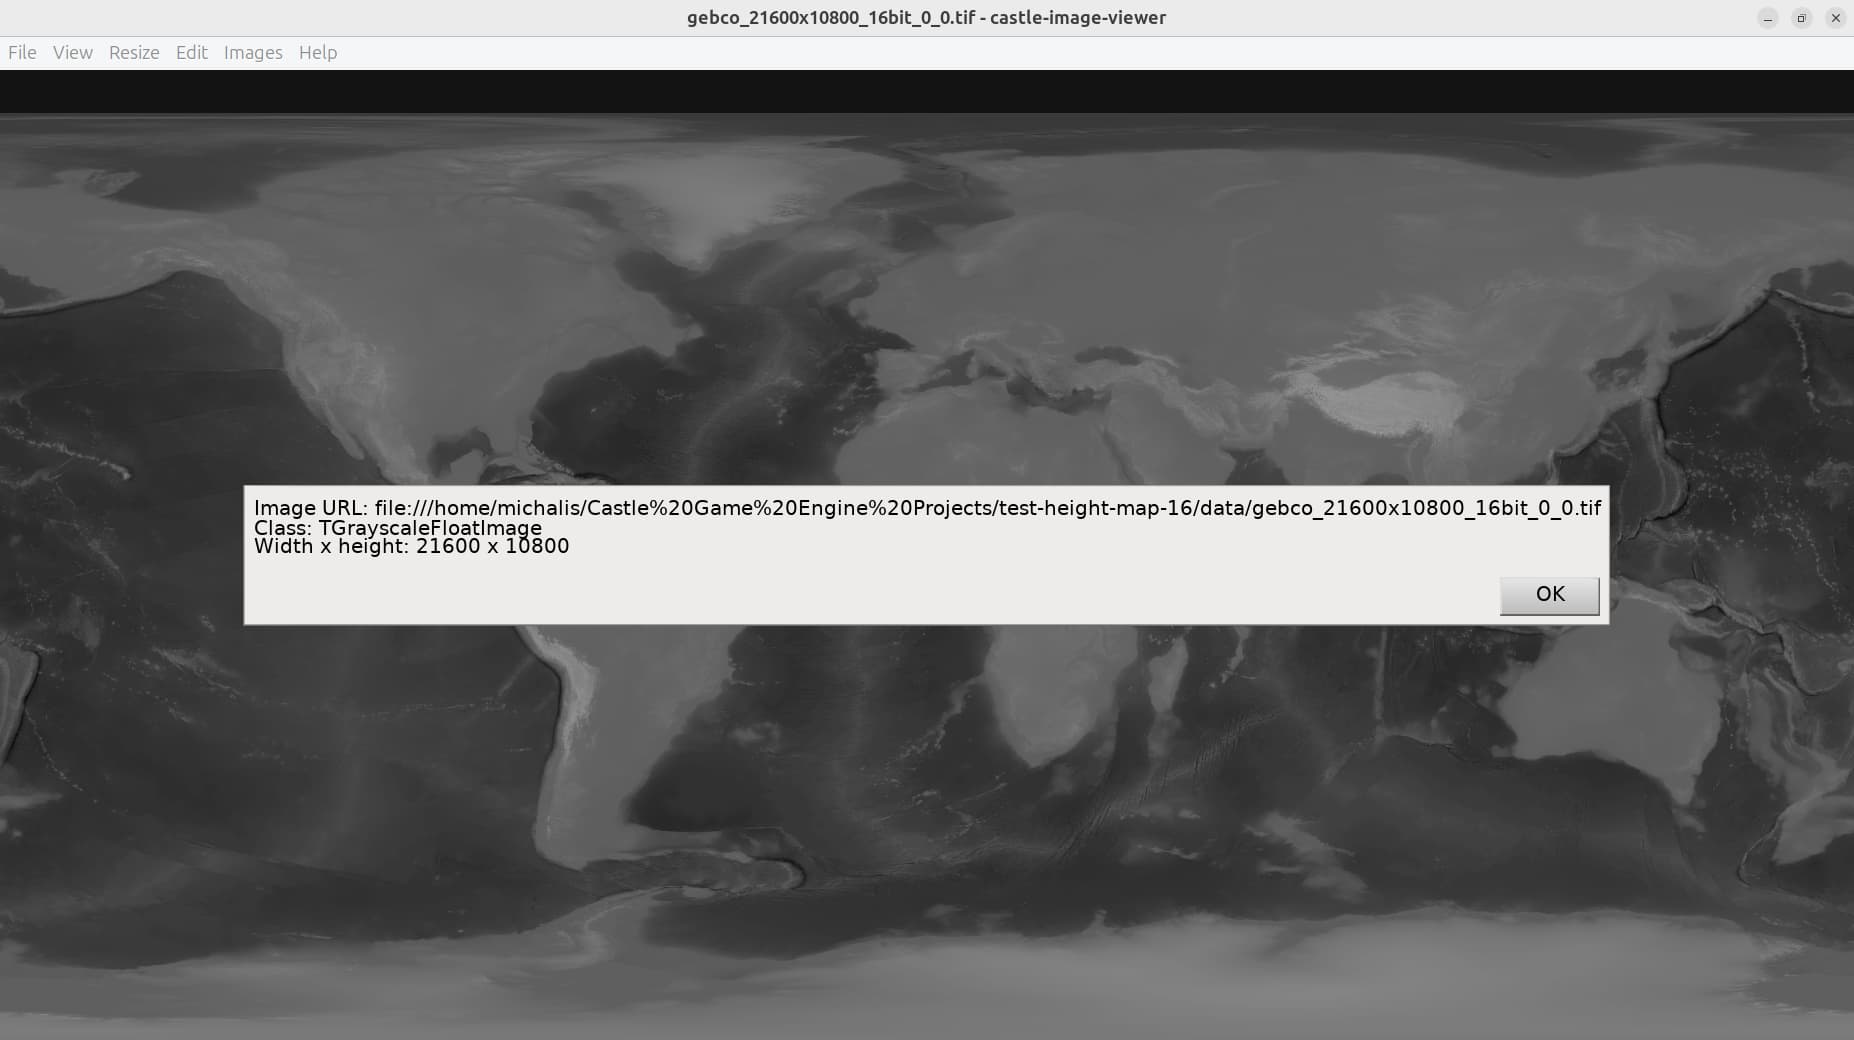 gebco_21600x10800_16bit_0_0.tif - castle-image-viewer
File View Resize Edit Images Help
Image URL: file:///home/michalis/Castle%20Game%20Engine%20Projects/test-height-map-16/data/gebco_21600x10800_16bit_0_0.tif
Class: TGrayscaleFloatImage
Width x height: 21600 x 10800
OK